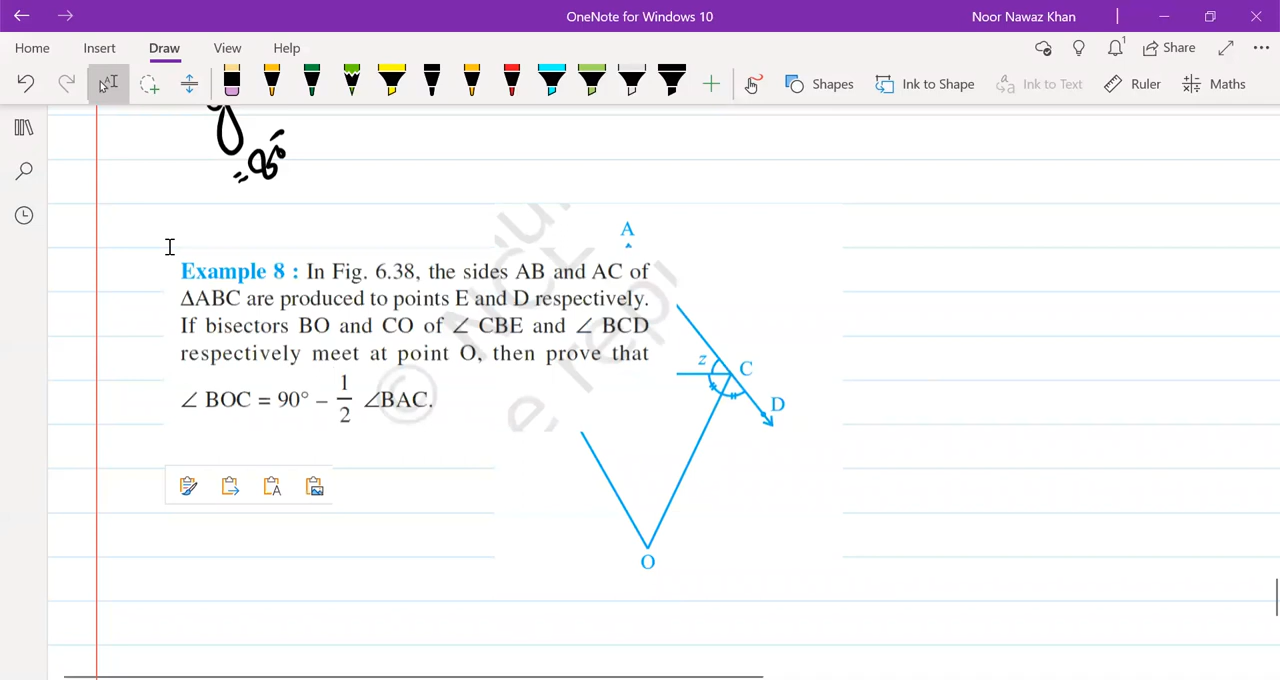 OneNote for Windows 10
Noor Nawaz Khan
Home Insert Draw View Help
1
Share
Shapes
Ink to Shape
Ink to Text
Ruler
Maths
y
=80°
A
Example 8 : In Fig. 6.38, the sides AB and AC of
ΔABC are produced to points E and D respectively.
If bisectors BO and CO of ∠ CBE and ∠ BCD
respectively meet at point O, then prove that
∠ BOC = 90° – 1/2 ∠BAC.
z
C
D
O